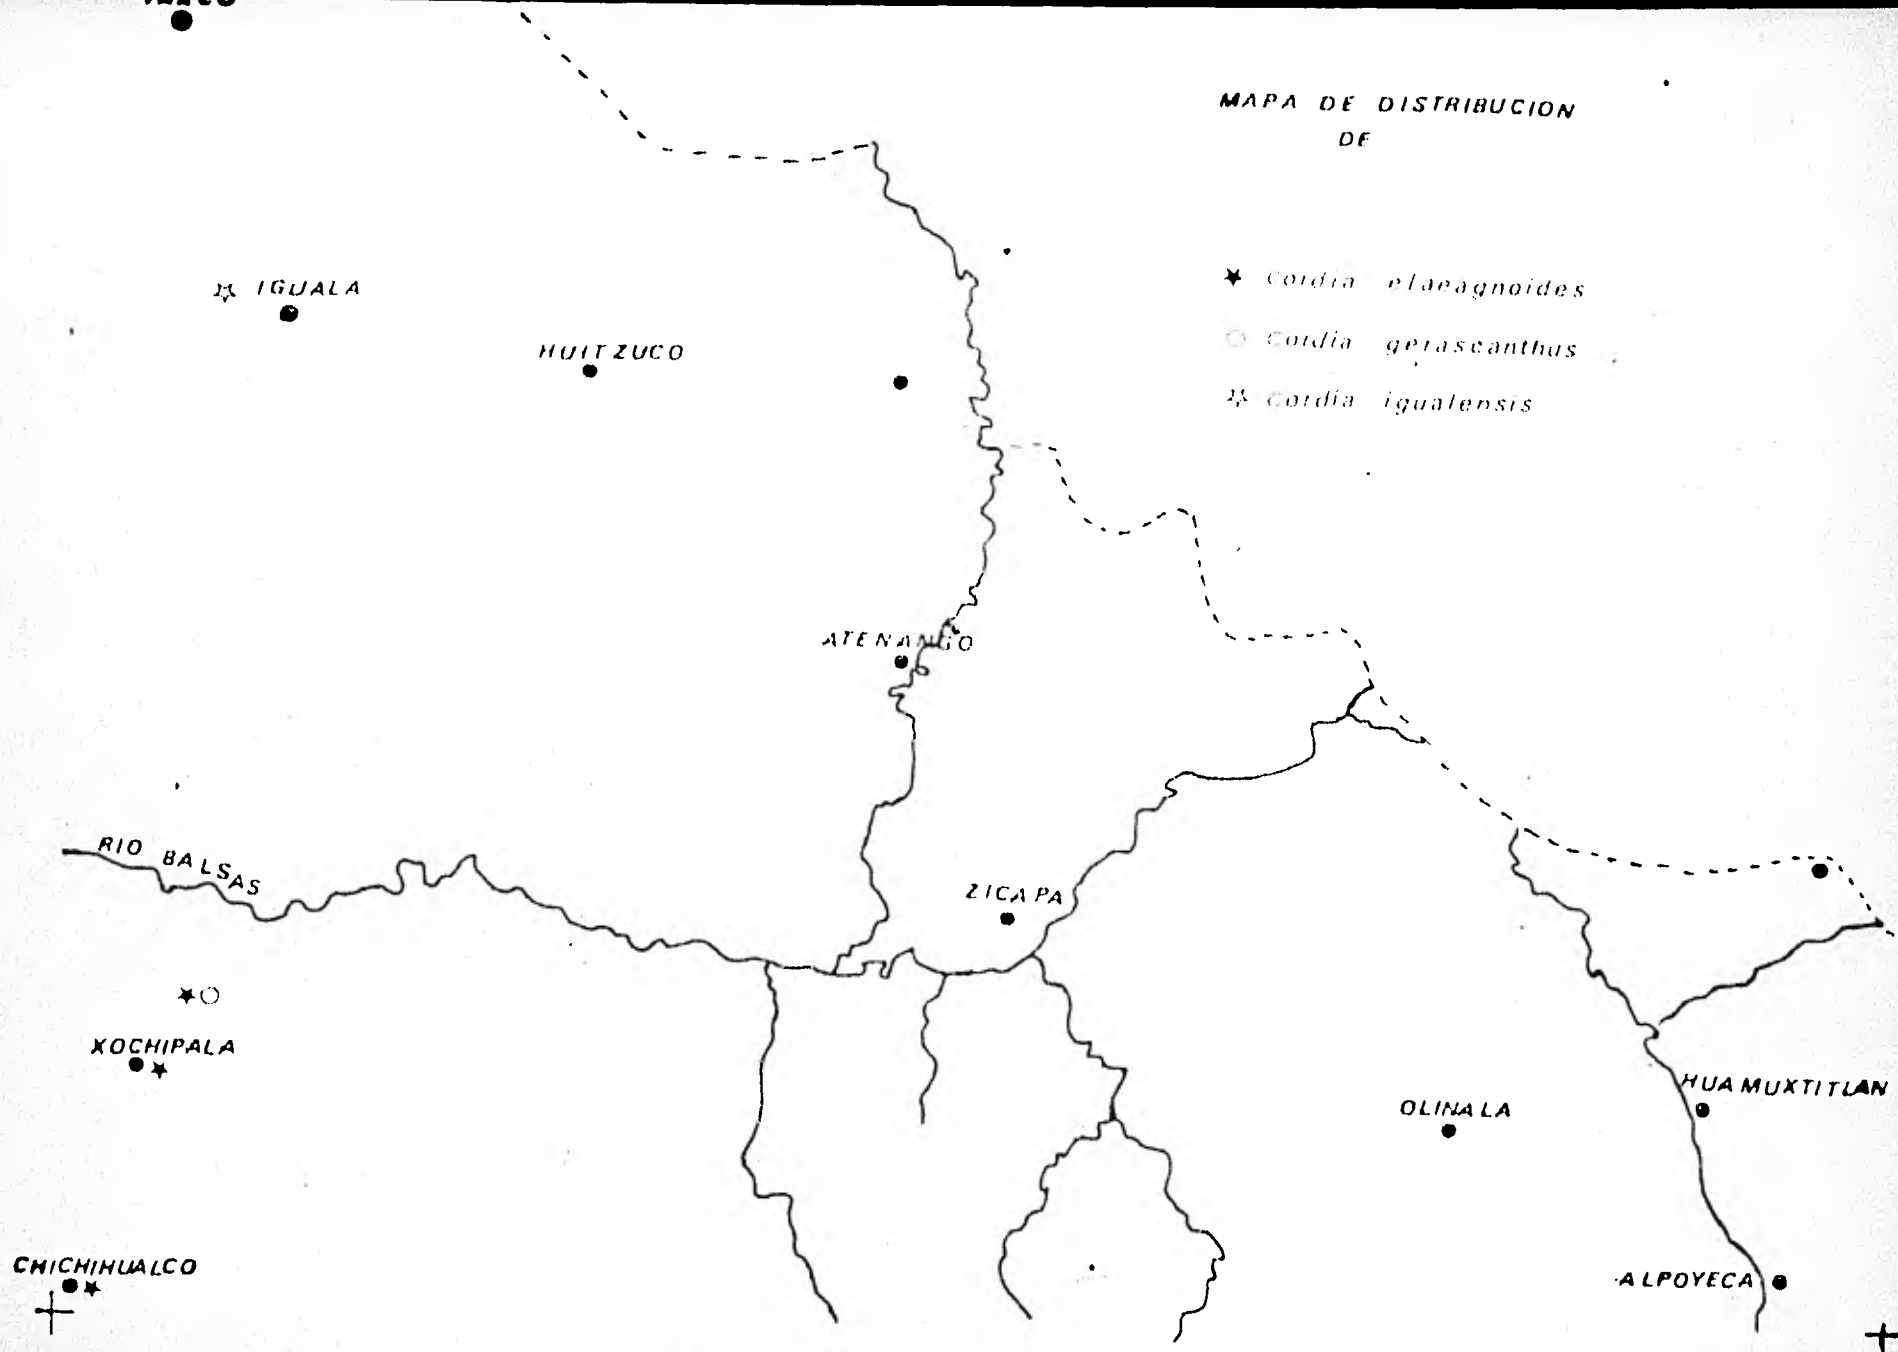 MAPA DE DISTRIBUCION
DE
Cordia elaeagnoides
Cordia gerascanthus
Cordia igualensis
IGUALA
HUITZUCO
ATENANGO
RIO BALSAS
ZICAPA
XOCHIPALA
HUAMUXTITLAN
OLINALA
CHICHIHUALCO
ALPOYECA